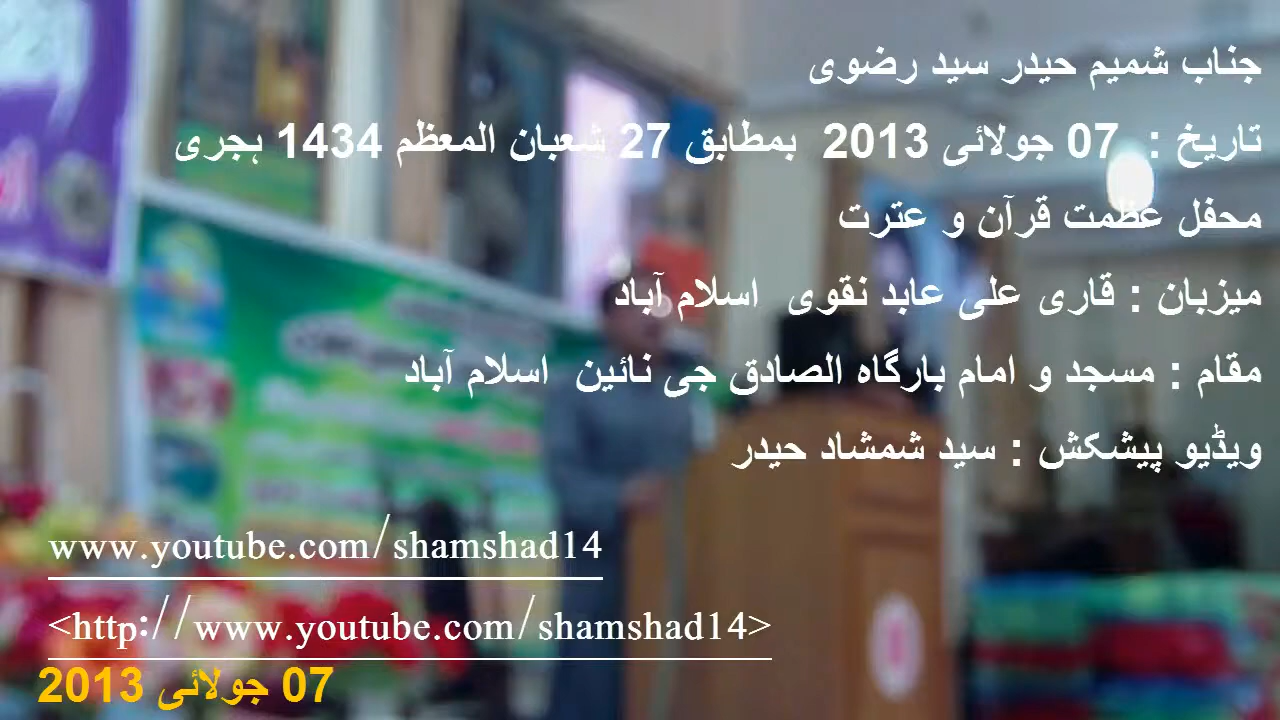 جناب شمیم حیدر سید رضوی
تاریخ : 07 جولائی 2013 بمطابق 27 شعبان المعظم 1434 ہجری
محفل عظمت قرآن و عترت
میزبان : قاری علی عابد نقوی اسلام آباد
مقام : مسجد و امام بارگاہ الصادق جی نائین اسلام آباد
ویڈیو پیشکش : سید شمشاد حیدر
www.youtube.com/shamshad14
<http://www.youtube.com/shamshad14>
07 جولائی 2013